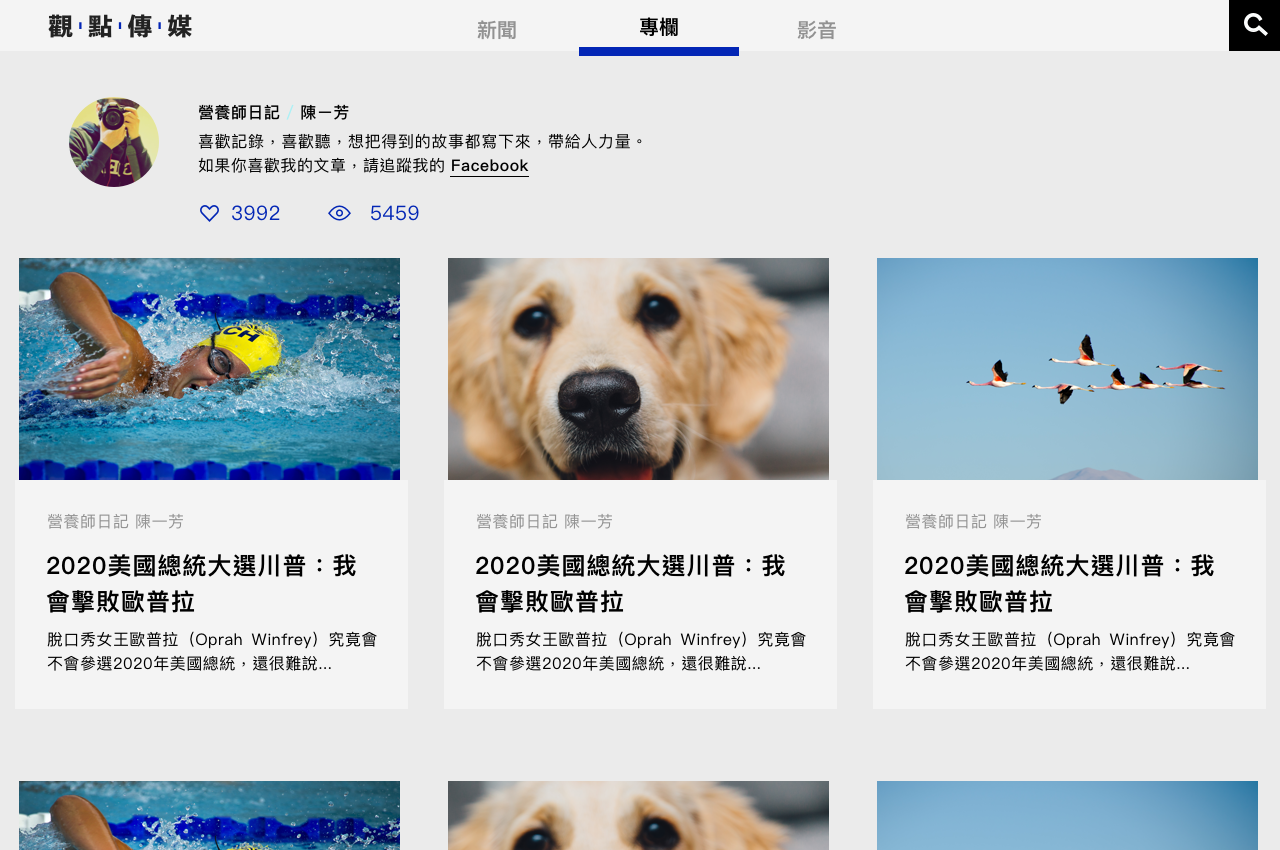 觀·點·傳·媒
新聞
專欄
影音
營養師日記 / 陳一芳
喜歡記錄，喜歡聽，想把得到的故事都寫下來，帶給人力量。
如果你喜歡我的文章，請追蹤我的 Facebook
3992 5459
CH
營養師日記 陳一芳
2020美國總統大選川普：我
會擊敗歐普拉
脫口秀女王歐普拉（Oprah Winfrey）究竟會
不會參選2020年美國總統，還很難說...
營養師日記 陳一芳
2020美國總統大選川普：我
會擊敗歐普拉
脫口秀女王歐普拉（Oprah Winfrey）究竟會
不會參選2020年美國總統，還很難說...
營養師日記 陳一芳
2020美國總統大選川普：我
會擊敗歐普拉
脫口秀女王歐普拉（Oprah Winfrey）究竟會
不會參選2020年美國總統，還很難說...